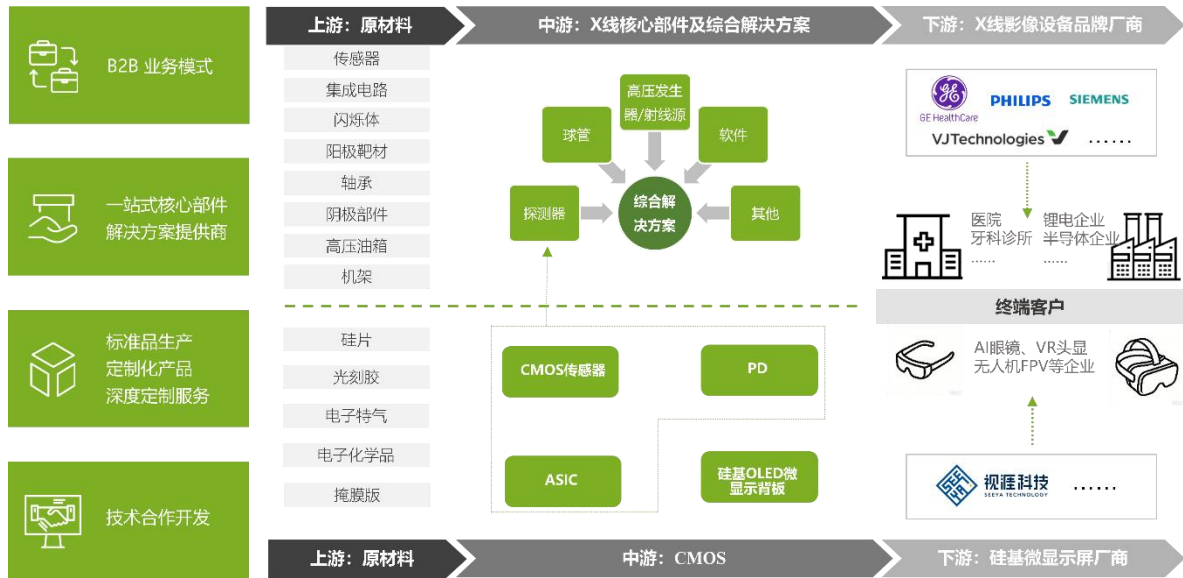 B2B 业务模式
一站式核心部件
解决方案提供商
标准品生产
定制化产品
深度定制服务
技术合作开发
上游：原材料
中游：X线核心部件及综合解决方案
下游：X线影像设备品牌厂商
传感器
集成电路
闪烁体
阳极靶材
轴承
阴极部件
高压油箱
机架
高压发生
器/射线源
球管
软件
探测器
综合解
决方案
其他
GE HealthCare
PHILIPS
SIEMENS
VJTechnologies
......
医院
牙科诊所
......
锂电企业
半导体企业
......
终端客户
AI眼镜、VR头显
无人机FPV等企业
硅片
光刻胶
电子特气
电子化学品
掩膜版
CMOS传感器
PD
ASIC
硅基OLED微
显示背板
视涯科技
SEEYA TECHNOLOGY
......
上游：原材料
中游：CMOS
下游：硅基微显示屏厂商